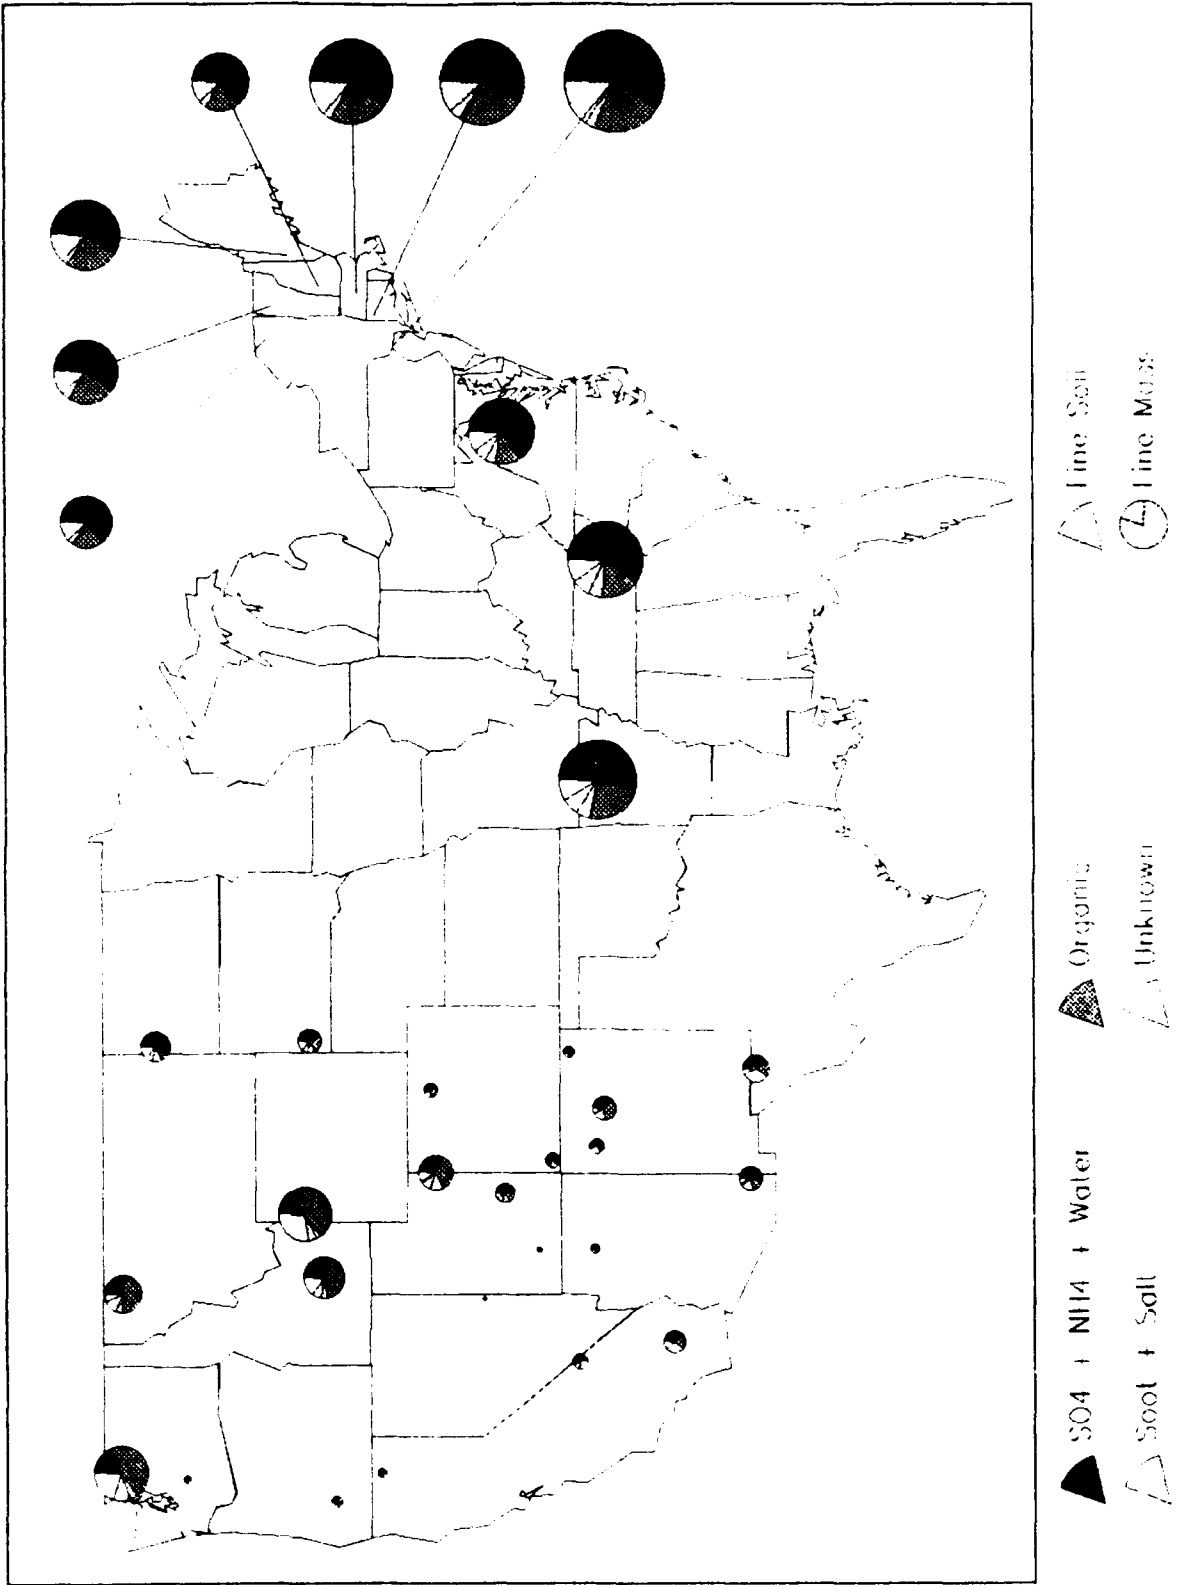 SO4 + NH4 + Water
Organic
Fine Soil
Soot + Salt
Unknown
Fine Mass